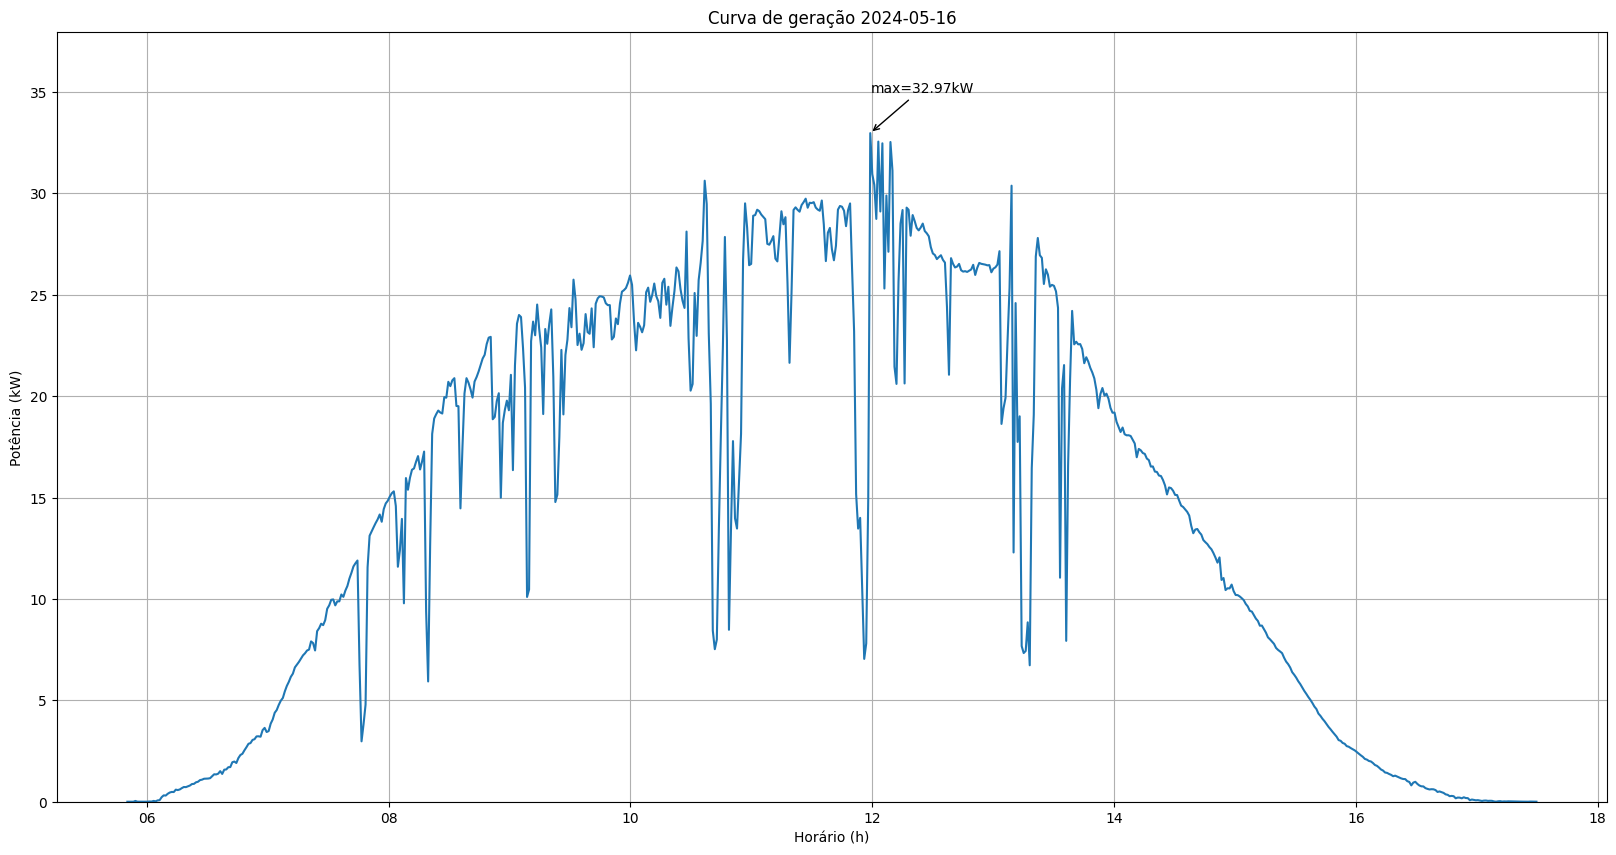 Curva de geração 2024-05-16
max=32.97kW
Potência (kW)
35
30
25
20
15
10
5
0
06 08 10 12 14 16 18
Horário (h)